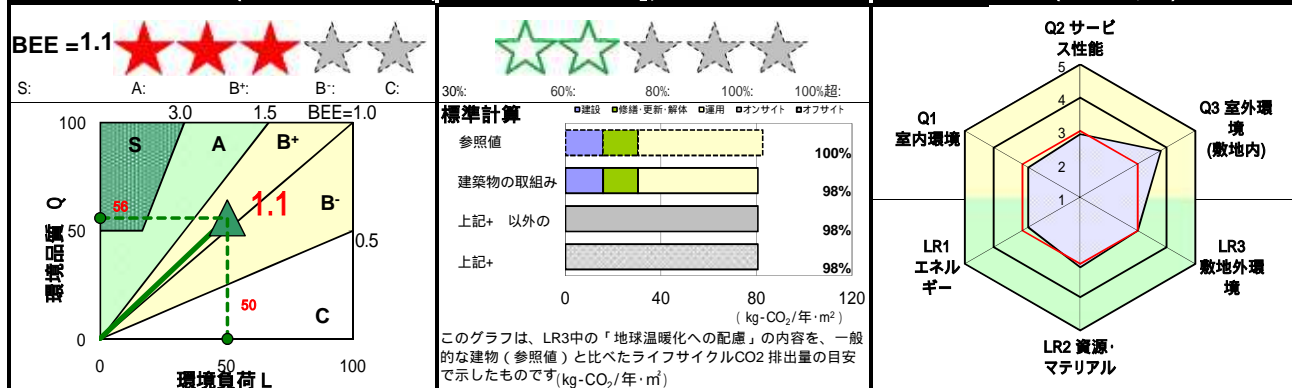 BEE = 1.1
S: A: B+: B-: C:
3.0 1.5 BEE=1.0
100
S A B+
1.1
B-
56
50
0.5
50
C
0
0 50 100
環境品質 Q
環境負荷 L
30%: 60%: 80%: 100%: 100%超:
標準計算
■建設 ■修繕・更新・解体 ■運用 ■オンサイト ■オフサイト
参照値 100%
建築物の取組み 98%
上記+ 以外の 98%
上記+ 98%
0 40 80 120
( kg-CO2/年・m²)
このグラフは、LR3中の「地球温暖化への配慮」の内容を、一般
的な建物(参照値)と比べたライフサイクルCO2 排出量の目安
で示したものです(kg-CO2/年・㎡)
Q2 サービ
ス性能
5
4
3
2
1
Q1
室内環境
Q3 室外環
境
(敷地内)
LR1
エネル
ギー
LR3
敷地外環
境
LR2 資源・
マテリアル